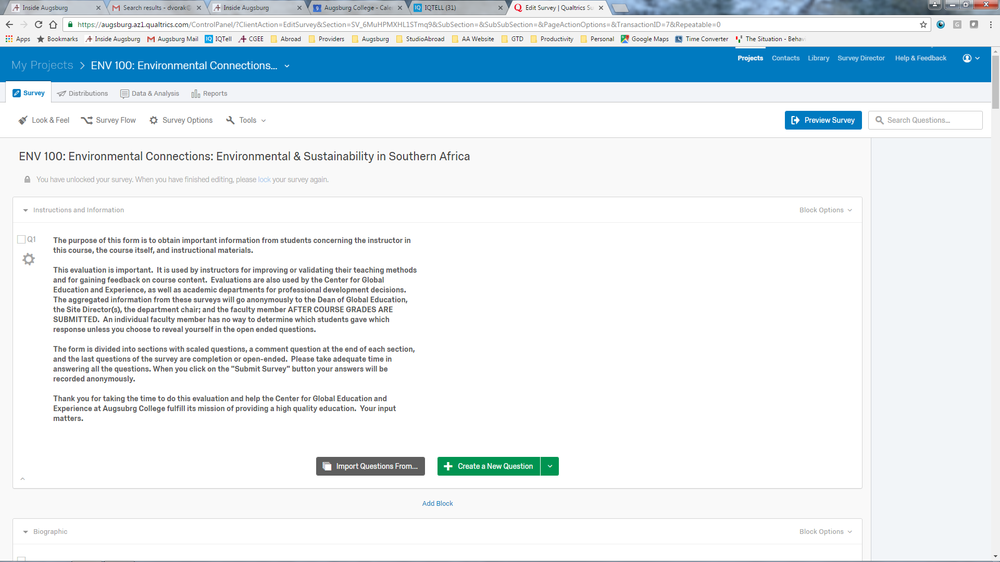 Inside Augsburg
Search results - dvorak@
Inside Augsburg
9 Augsburg College - Cale
IQ IQTELL (31)
Edit Survey | Qualtrics Su
https://augsburg.az1.qualtrics.com/ControlPanel/?ClientAction=EditSurvey&Section=SV_6MuHPMXHL1STmq9&SubSection=&SubSubSection=&PageActionOptions=&TransactionID=7&Repeatable=0
Apps Bookmarks Inside Augsburg Augsburg Mail IQ IQTell CGEE Abroad Providers Augsburg StudioAbroad AA Website GTD Productivity Personal Google Maps Time Converter The Situation - Behavi
My Projects > ENV 100: Environmental Connections...
Projects Contacts Library Survey Director Help & Feedback
Survey Distributions Data & Analysis Reports
Look & Feel Survey Flow Survey Options Tools
Preview Survey Search Questions...
ENV 100: Environmental Connections: Environmental & Sustainability in Southern Africa
You have unlocked your survey. When you have finished editing, please lock your survey again.
Instructions and Information
Block Options
Q1
The purpose of this form is to obtain important information from students concerning the instructor in
this course, the course itself, and instructional materials.
This evaluation is important.  It is used by instructors for improving or validating their teaching methods
and for gaining feedback on course content.  Evaluations are also used by the Center for Global
Education and Experience, as well as academic departments for professional development decisions.
The aggregated information from these surveys will go anonymously to the Dean of Global Education,
the Site Director(s), the department chair; and the faculty member AFTER COURSE GRADES ARE
SUBMITTED.  An individual faculty member has no way to determine which students gave which
response unless you choose to reveal yourself in the open ended questions.
The form is divided into sections with scaled questions, a comment question at the end of each section,
and the last questions of the survey are completion or open-ended.  Please take adequate time in
answering all the questions. When you click on the "Submit Survey" button your answers will be
recorded anonymously.
Thank you for taking the time to do this evaluation and help the Center for Global Education and
Experience at Augsubrg College fulfill its mission of providing a high quality education.  Your input
matters.
Import Questions From...
Create a New Question
Add Block
Biographic
Block Options